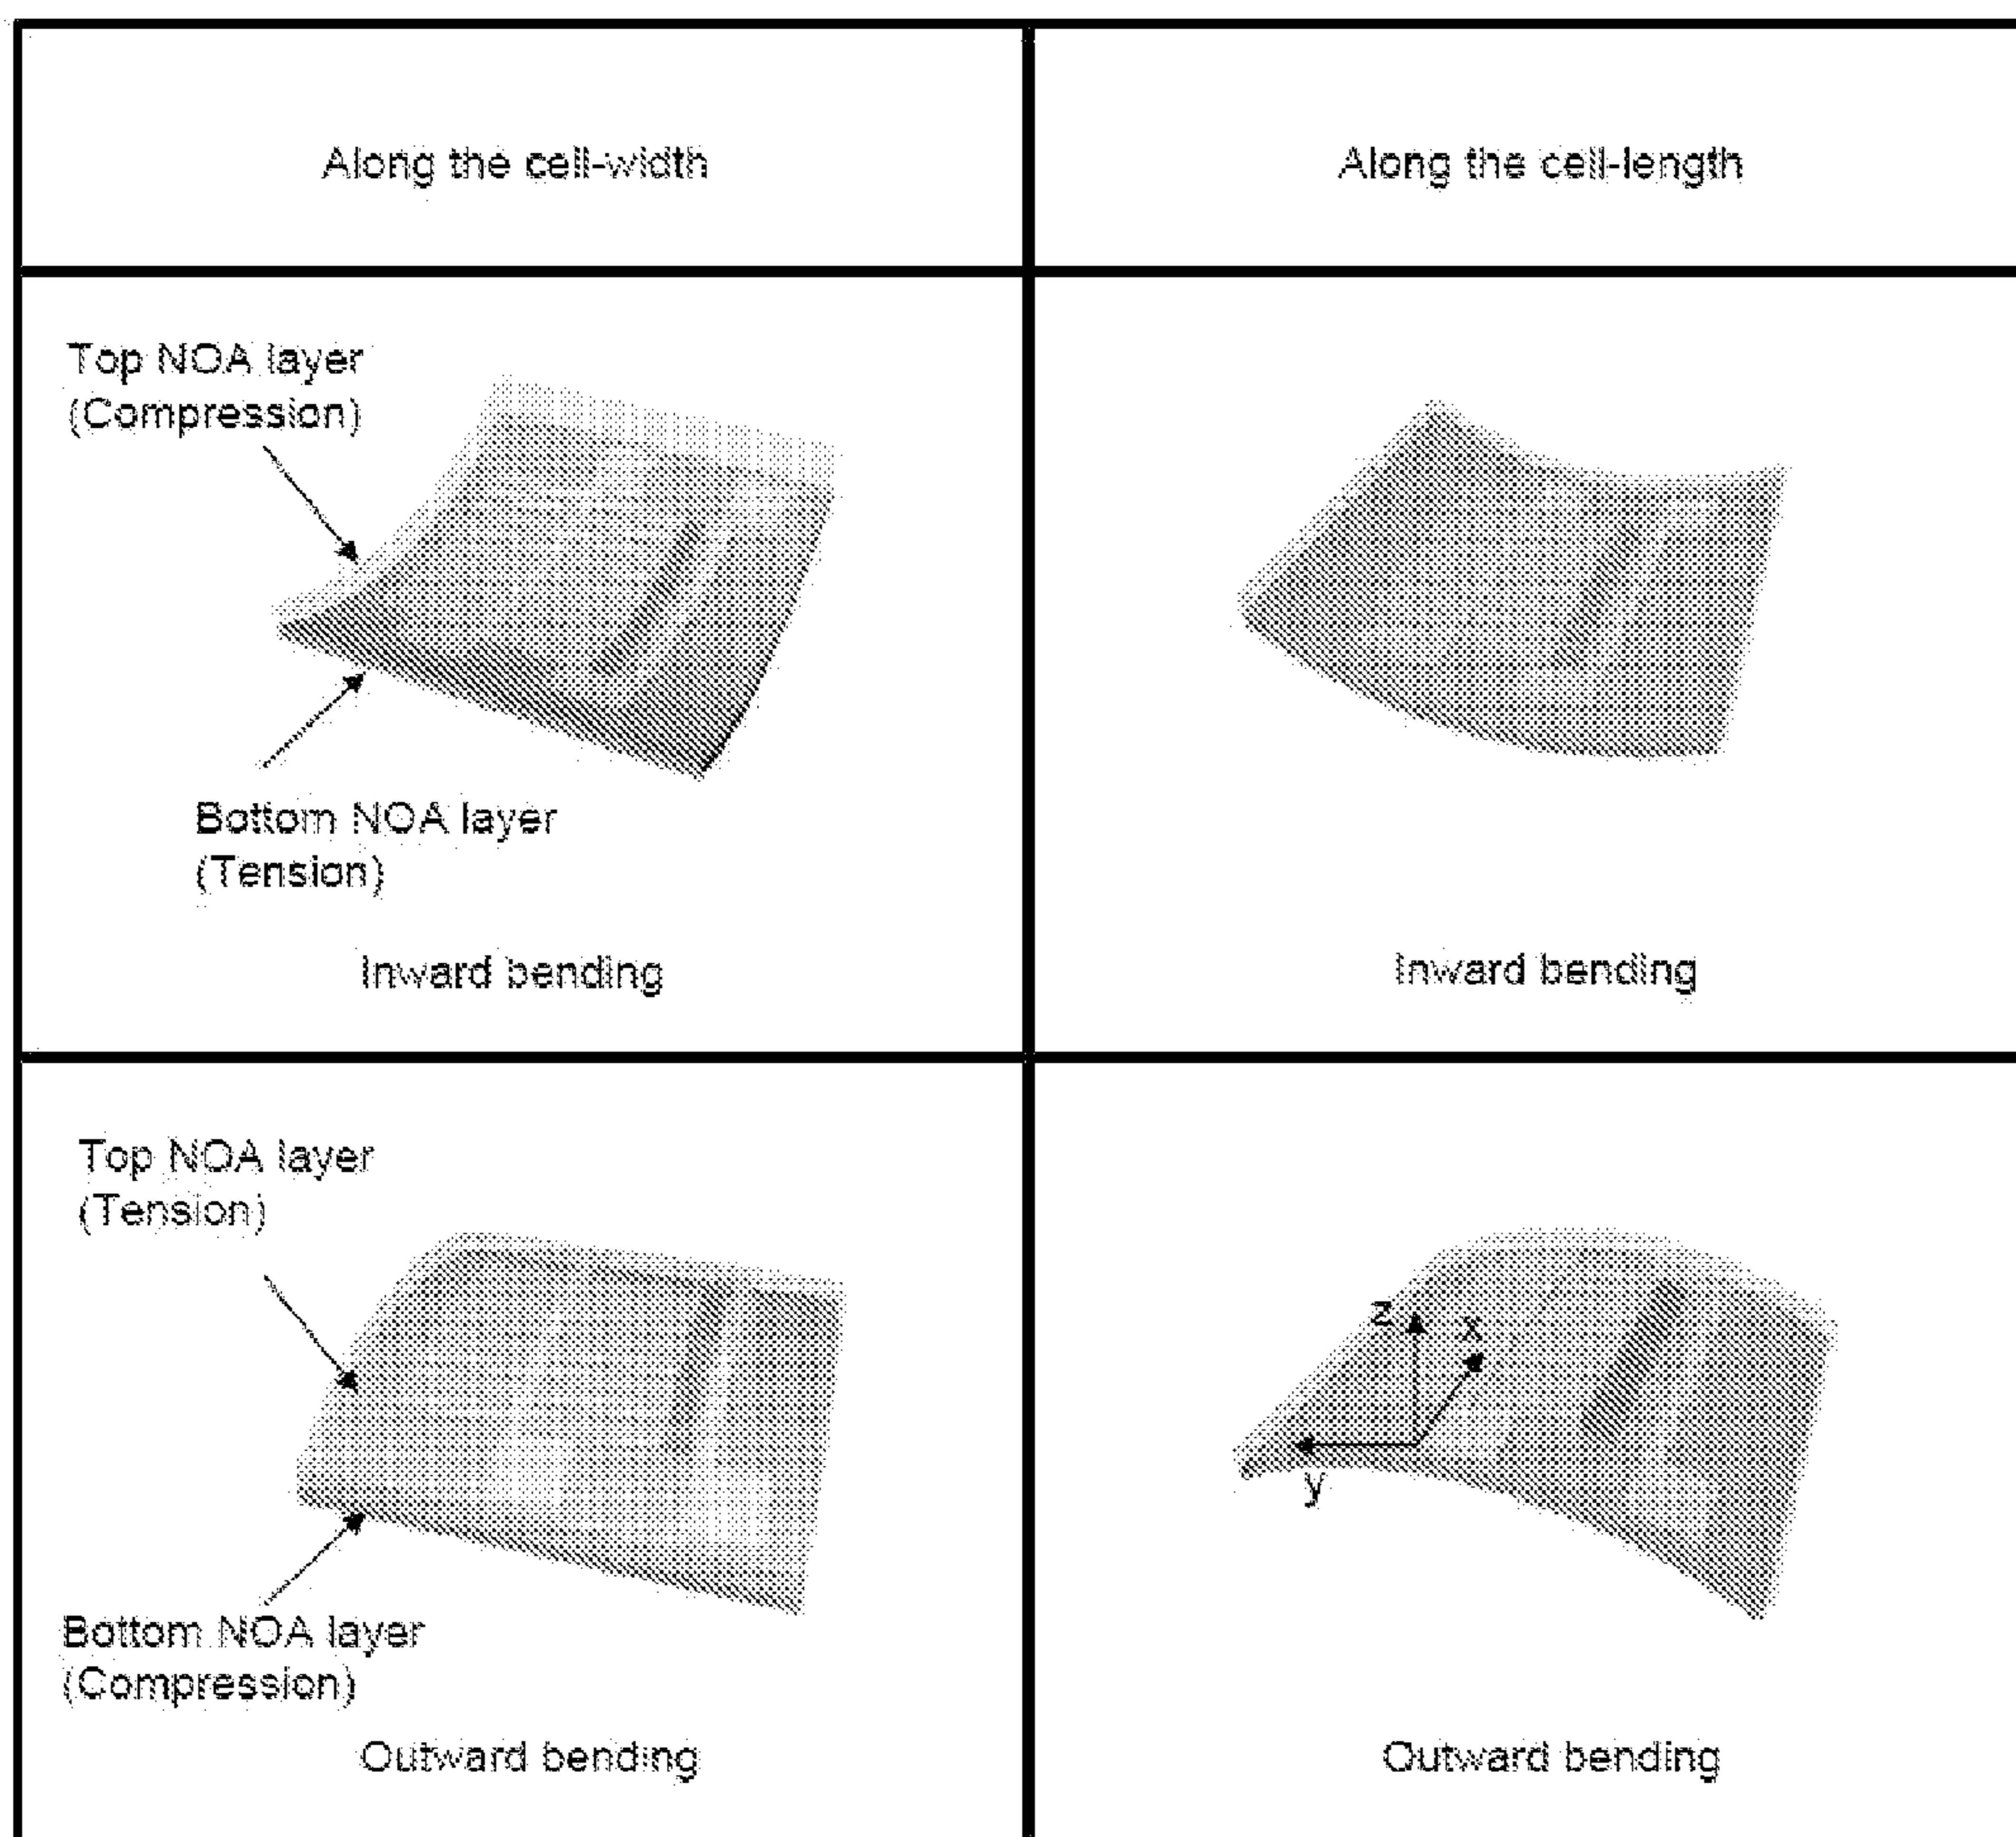 Along the cell-width
Along the cell-length
Top NOA layer
(Compression)
Bottom NOA layer
(Tension)
Inward bending
Inward bending
Top NOA layer
(Tension)
Bottom NOA layer
(Compression)
Outward bending
z
x
y
Outward bending